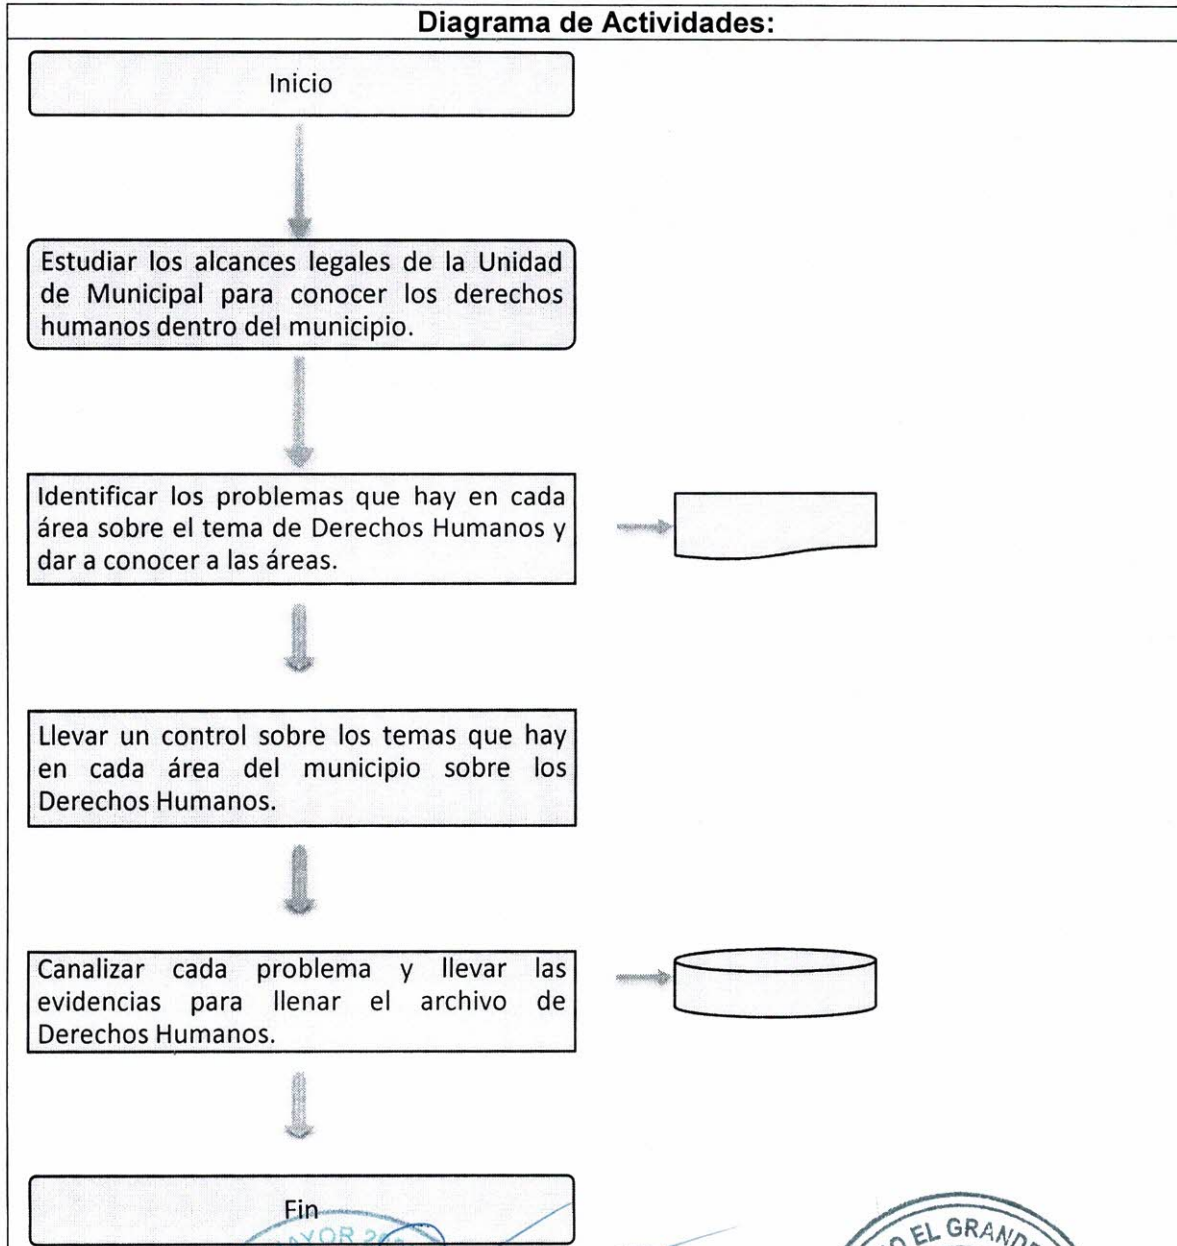 Diagrama de Actividades:
Inicio
Estudiar los alcances legales de la Unidad
de Municipal para conocer los derechos
humanos dentro del municipio.
Identificar los problemas que hay en cada
área sobre el tema de Derechos Humanos y
dar a conocer a las áreas.
Llevar un control sobre los temas que hay
en cada área del municipio sobre los
Derechos Humanos.
Canalizar cada problema y llevar las
evidencias para llenar el archivo de
Derechos Humanos.
Fin
EL GRANDE